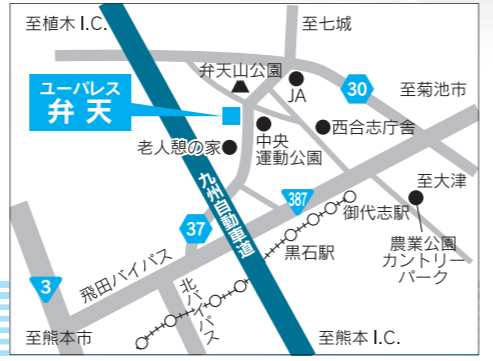 至植木 I.C.
至七城
弁天山公園
JA
30
至菊池市
ユーパレス
弁天
中央
運動公園
西合志庁舎
老人憩の家
九州自動車道
至大津
387
御代志駅
37
黒石駅
農業公園
カントリー
パーク
飛田バイパス
3
北バイパス
至熊本市
至熊本 I.C.